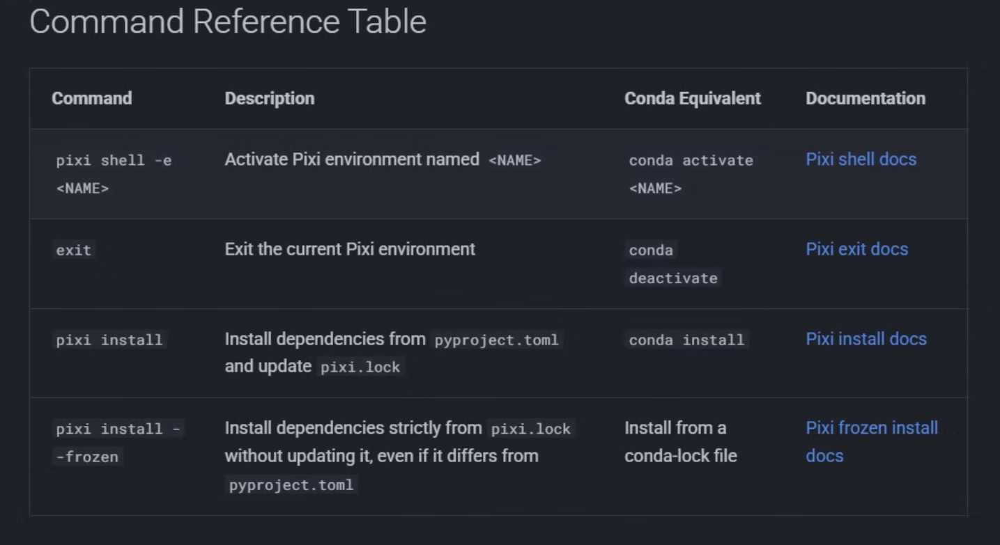 Command Reference Table
Command Description Conda Equivalent Documentation
pixi shell -e Activate Pixi environment named <NAME> conda activate Pixi shell docs
<NAME> <NAME>
exit Exit the current Pixi environment conda Pixi exit docs
deactivate
pixi install Install dependencies from pyproject.toml conda install Pixi install docs
and update pixi.lock
pixi install - Install dependencies strictly from pixi.lock Install from a Pixi frozen install
-frozen without updating it, even if it differs from conda-lock file docs
pyproject.toml